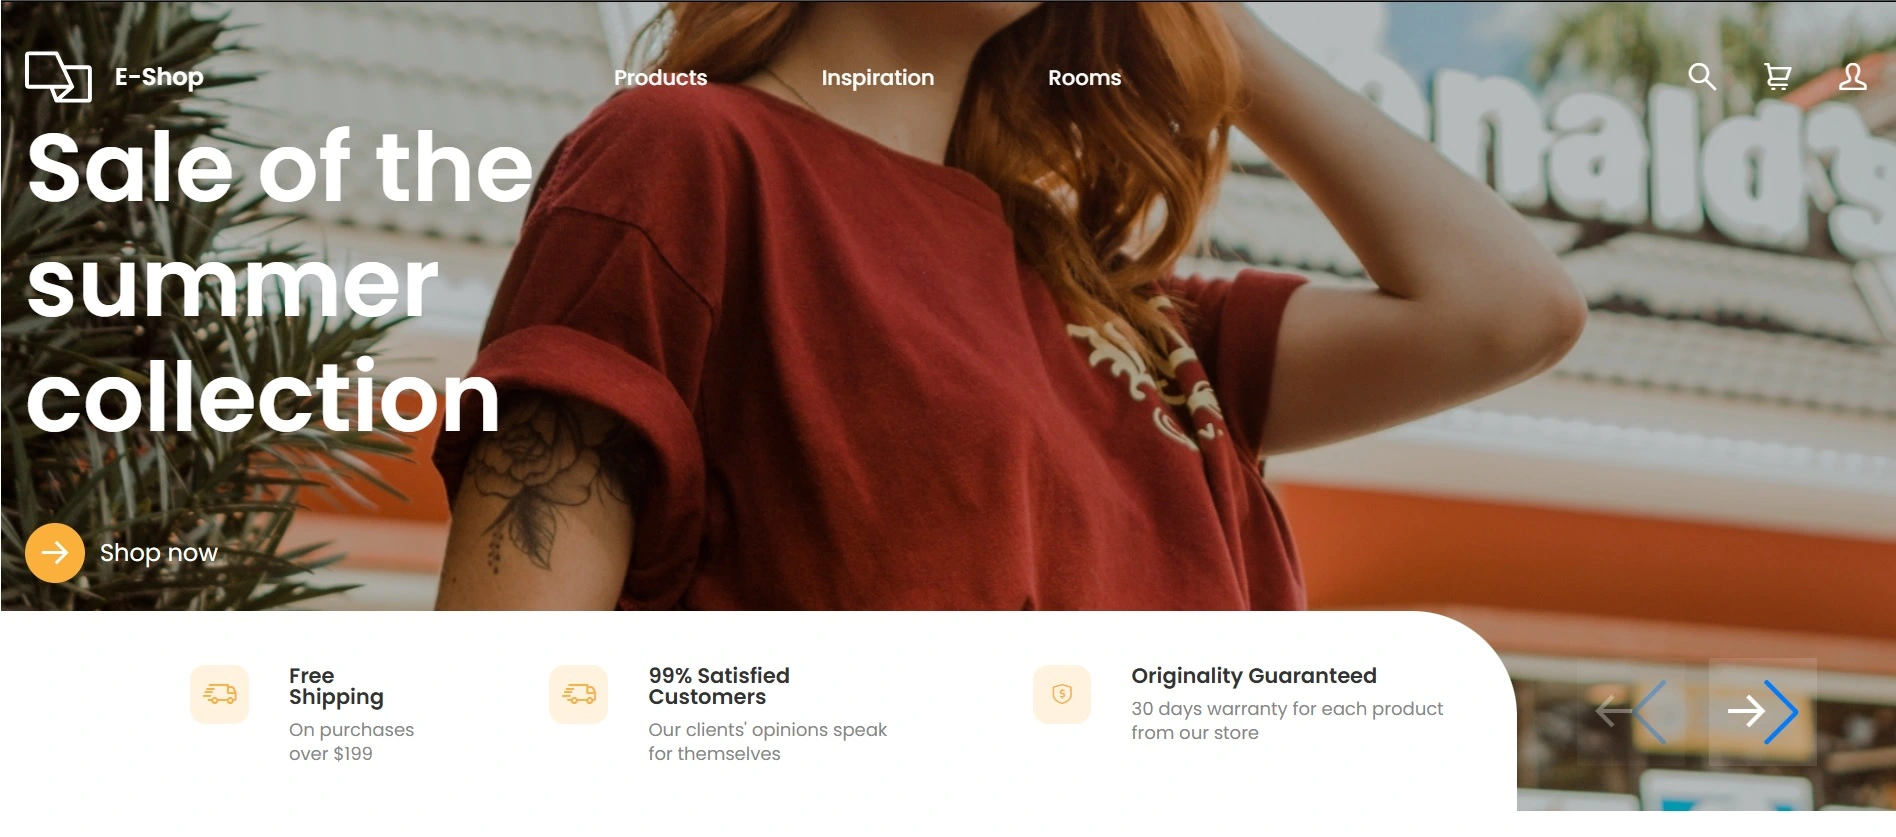 E-Shop
Products
Inspiration
Rooms
Sale of the
summer
collection
Shop now
Free
Shipping
On purchases
over $199
99% Satisfied
Customers
Our clients' opinions speak
for themselves
Originality Guaranteed
30 days warranty for each product
from our store
nald's